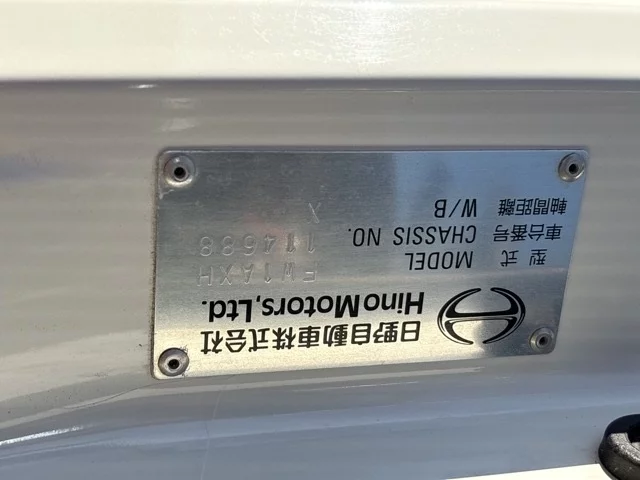 日野自動車株式会社
Hino Motors,Ltd.
型式 MODEL FW1AXH
車台番号 CHASSIS NO. 114688
軸間距離 W/B X